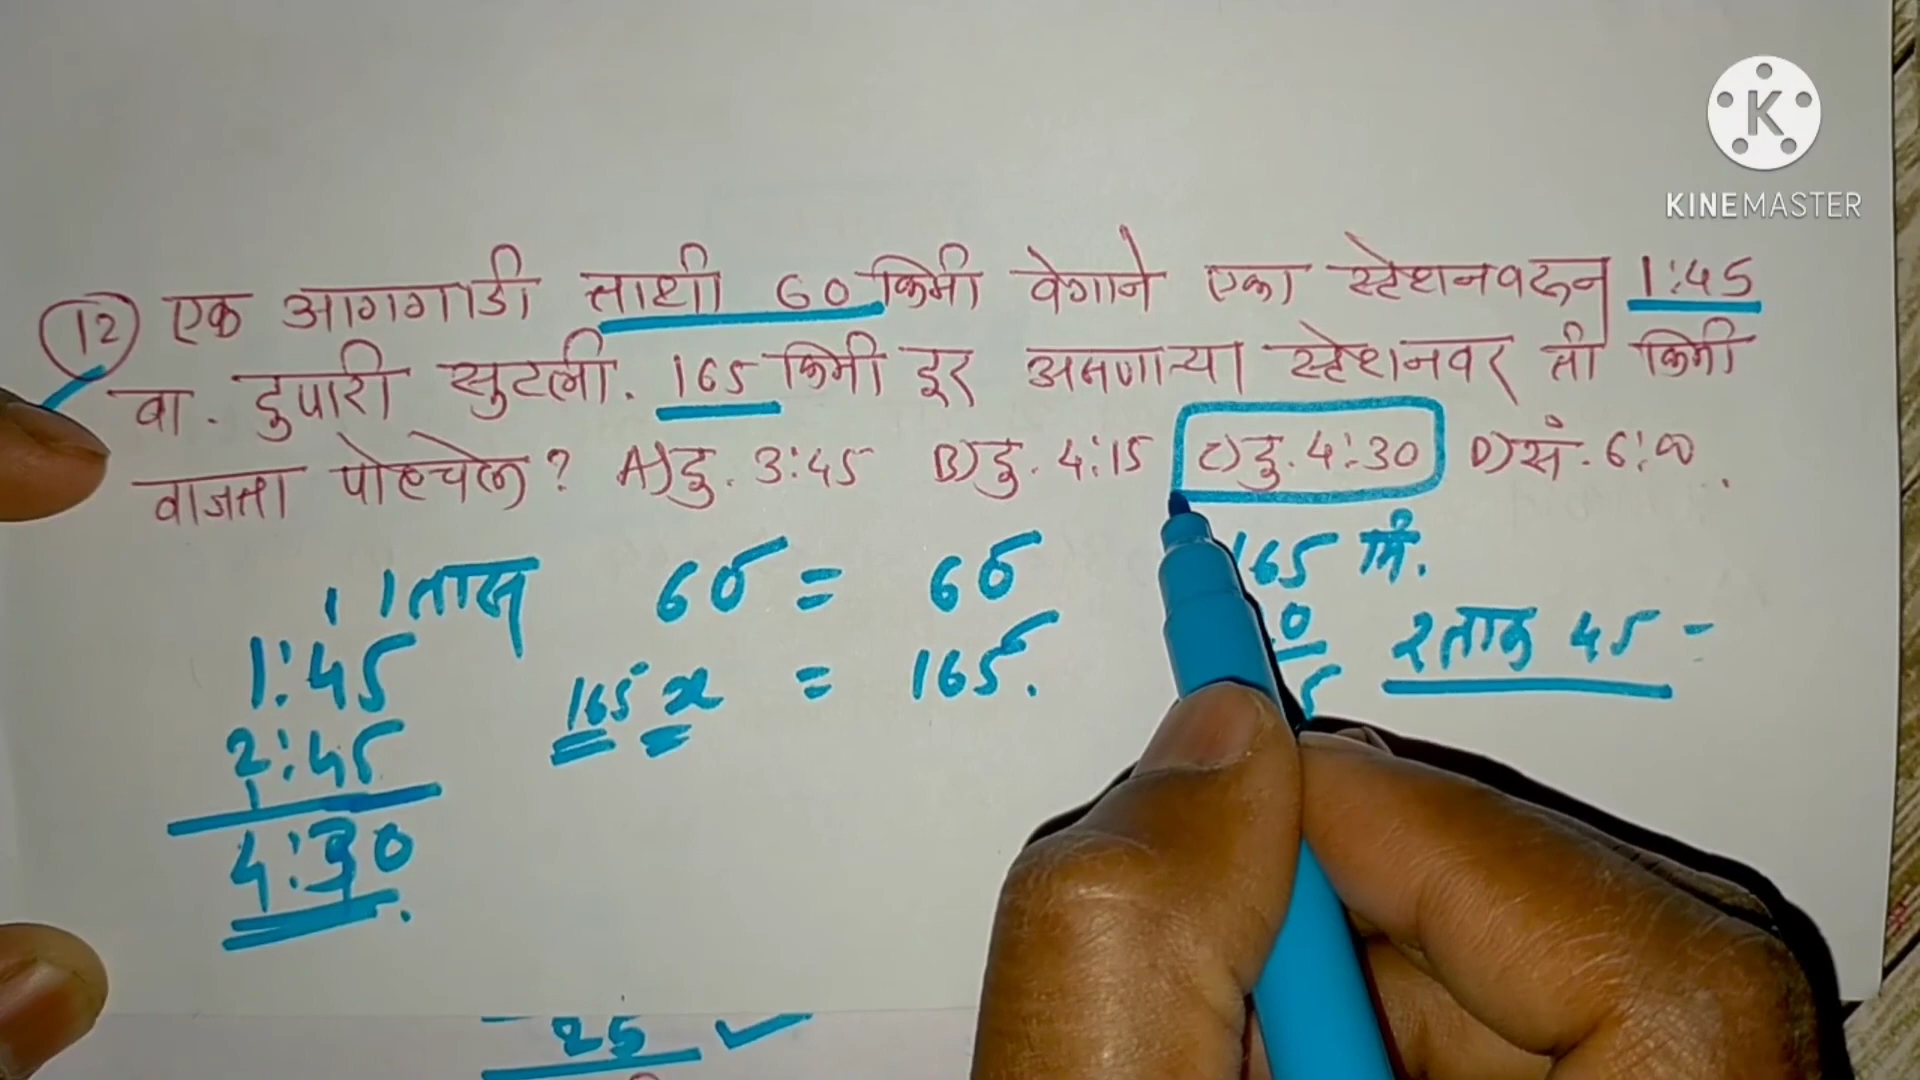 K
KINEMASTER
12 एक आगगाडी ताशी 60 किमी वेगाने एका स्टेशनवरून 1:45
वा. दुपारी सुटली. 165 किमी दूर असणाऱ्या स्टेशनवर ती किती
वाजता पोहचेल? A) दु. 3:45 B) दु. 4:15 C) दु. 4:30 D) सं. 6:00.
1 तास 60 = 60 165 मि.
1:45 165 x = 165. 2 तास 45 -
2:45
4:30.
25